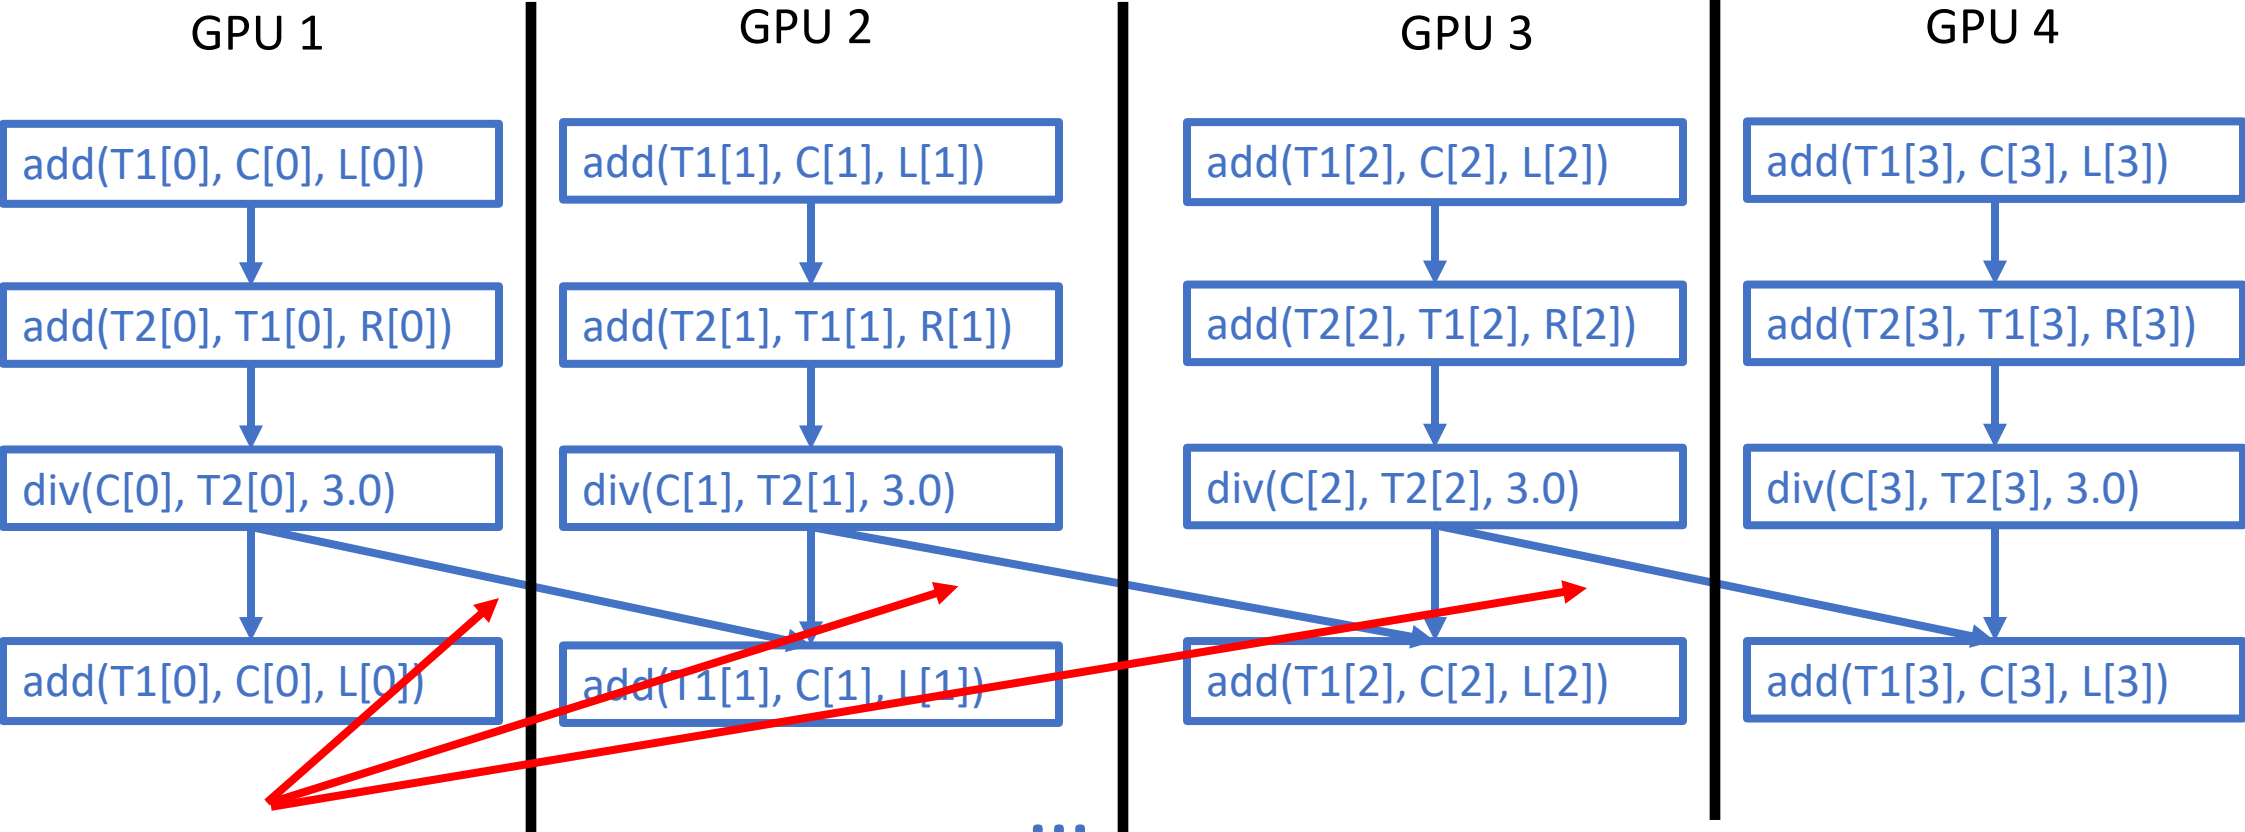 GPU 1
GPU 2
GPU 3
GPU 4
add(T1[0], C[0], L[0])
add(T1[1], C[1], L[1])
add(T1[2], C[2], L[2])
add(T1[3], C[3], L[3])
add(T2[0], T1[0], R[0])
add(T2[1], T1[1], R[1])
add(T2[2], T1[2], R[2])
add(T2[3], T1[3], R[3])
div(C[0], T2[0], 3.0)
div(C[1], T2[1], 3.0)
div(C[2], T2[2], 3.0)
div(C[3], T2[3], 3.0)
add(T1[0], C[0], L[0])
add(T1[1], C[1], L[1])
add(T1[2], C[2], L[2])
add(T1[3], C[3], L[3])
...